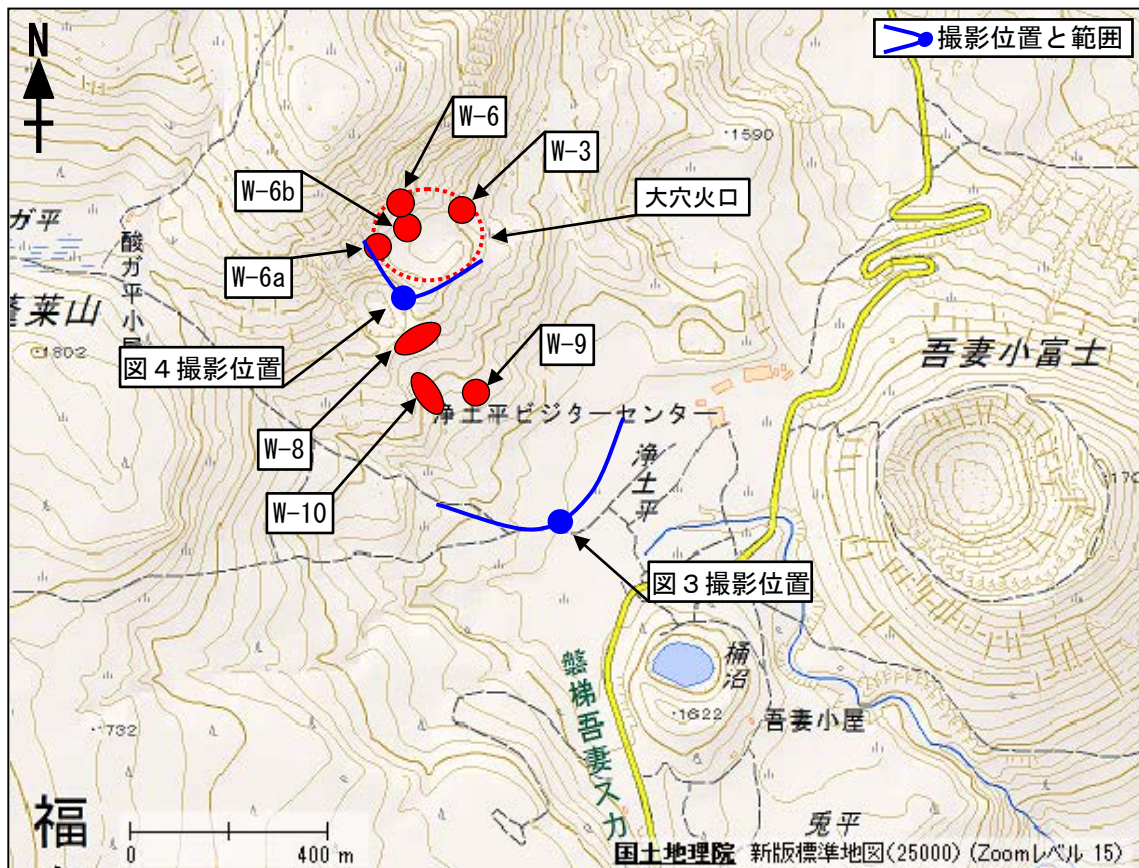 N
撮影位置と範囲
W-6
W-3
・1590
W-6b
大穴火口
ガ平
酸ガ平小屋
W-6a
蓬莱山
・1802
図４撮影位置
W-9
吾妻小富士
浄土平ビジターセンター
W-8
浄土平
W-10
図３撮影位置
桶沼
・1622
吾妻小屋
・1732
磐梯吾妻スカ
兎平
福
0
400 m
国土地理院 新版標準地図(25000) (Zoomレベル 15)